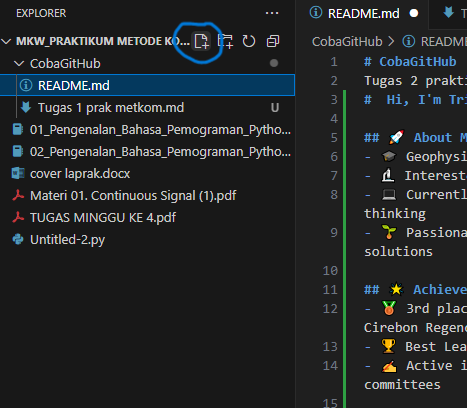 EXPLORER
MKW_PRAKTIKUM METODE KO...
CobaGitHub
README.md
Tugas 1 prak metkom.md U
01_Pengenalan_Bahasa_Pemograman_Pytho...
02_Pengenalan_Bahasa_Pemograman_Pytho...
cover laprak.docx
Materi 01. Continuous Signal (1).pdf
TUGAS MINGGU KE 4.pdf
Untitled-2.py
README.md
CobaGitHub > README
1 # CobaGitHub
2 Tugas 2 prakti
3 # Hi, I'm Tri
4
5 ## 🚀 About M
6 - 🎓 Geophysi
7 - 🔬 Interest
8 - 💻 Currentl
thinking
9 - 🌱 Passiona
solutions
10
11 ## 🌟 Achieve
12 - 🏅 3rd plac
Cirebon Regenc
13 - 🏆 Best Lea
14 - ✍ Active i
committees
15